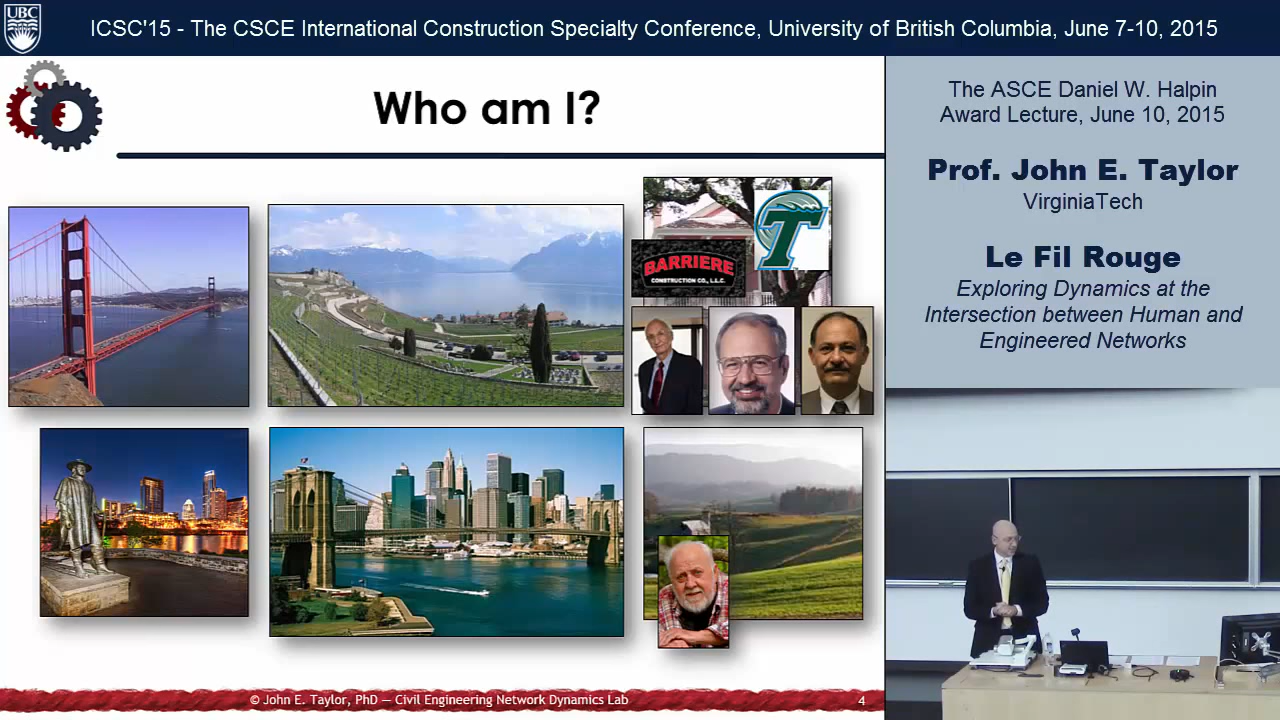 UBC
ICSC'15 - The CSCE International Construction Specialty Conference, University of British Columbia, June 7-10, 2015
Who am I?
T
BARRIERE
CONSTRUCTION CO., L.L.C.
© John E. Taylor, PhD — Civil Engineering Network Dynamics Lab
4
The ASCE Daniel W. Halpin
Award Lecture, June 10, 2015
Prof. John E. Taylor
VirginiaTech
Le Fil Rouge
Exploring Dynamics at the
Intersection between Human and
Engineered Networks